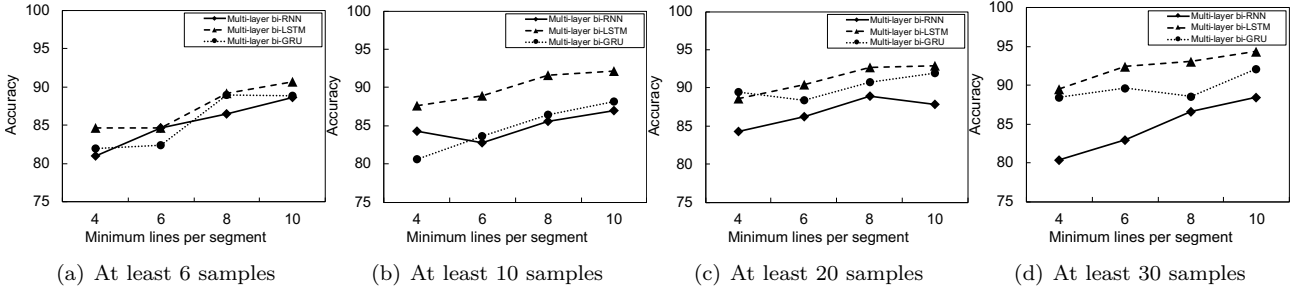 100
95
90
85
80
75
Accuracy
Multi-layer bi-RNN
Multi-layer bi-LSTM
Multi-layer bi-GRU
4 6 8 10
Minimum lines per segment
(a) At least 6 samples
100
95
90
85
80
75
Accuracy
Multi-layer bi-RNN
Multi-layer bi-LSTM
Multi-layer bi-GRU
4 6 8 10
Minimum lines per segment
(b) At least 10 samples
100
95
90
85
80
75
Accuracy
Multi-layer bi-RNN
Multi-layer bi-LSTM
Multi-layer bi-GRU
4 6 8 10
Minimum lines per segment
(c) At least 20 samples
100
95
90
85
80
75
Accuracy
Multi-layer bi-RNN
Multi-layer bi-LSTM
Multi-layer bi-GRU
4 6 8 10
Minimum lines per segment
(d) At least 30 samples